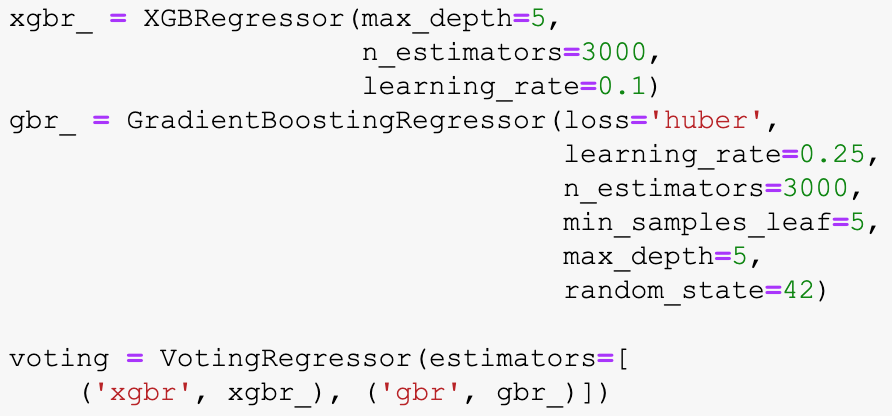 xgbr_ = XGBRegressor(max_depth=5,
                     n_estimators=3000,
                     learning_rate=0.1)
gbr_ = GradientBoostingRegressor(loss='huber',
                                 learning_rate=0.25,
                                 n_estimators=3000,
                                 min_samples_leaf=5,
                                 max_depth=5,
                                 random_state=42)

voting = VotingRegressor(estimators=[
    ('xgbr', xgbr_), ('gbr', gbr_)])